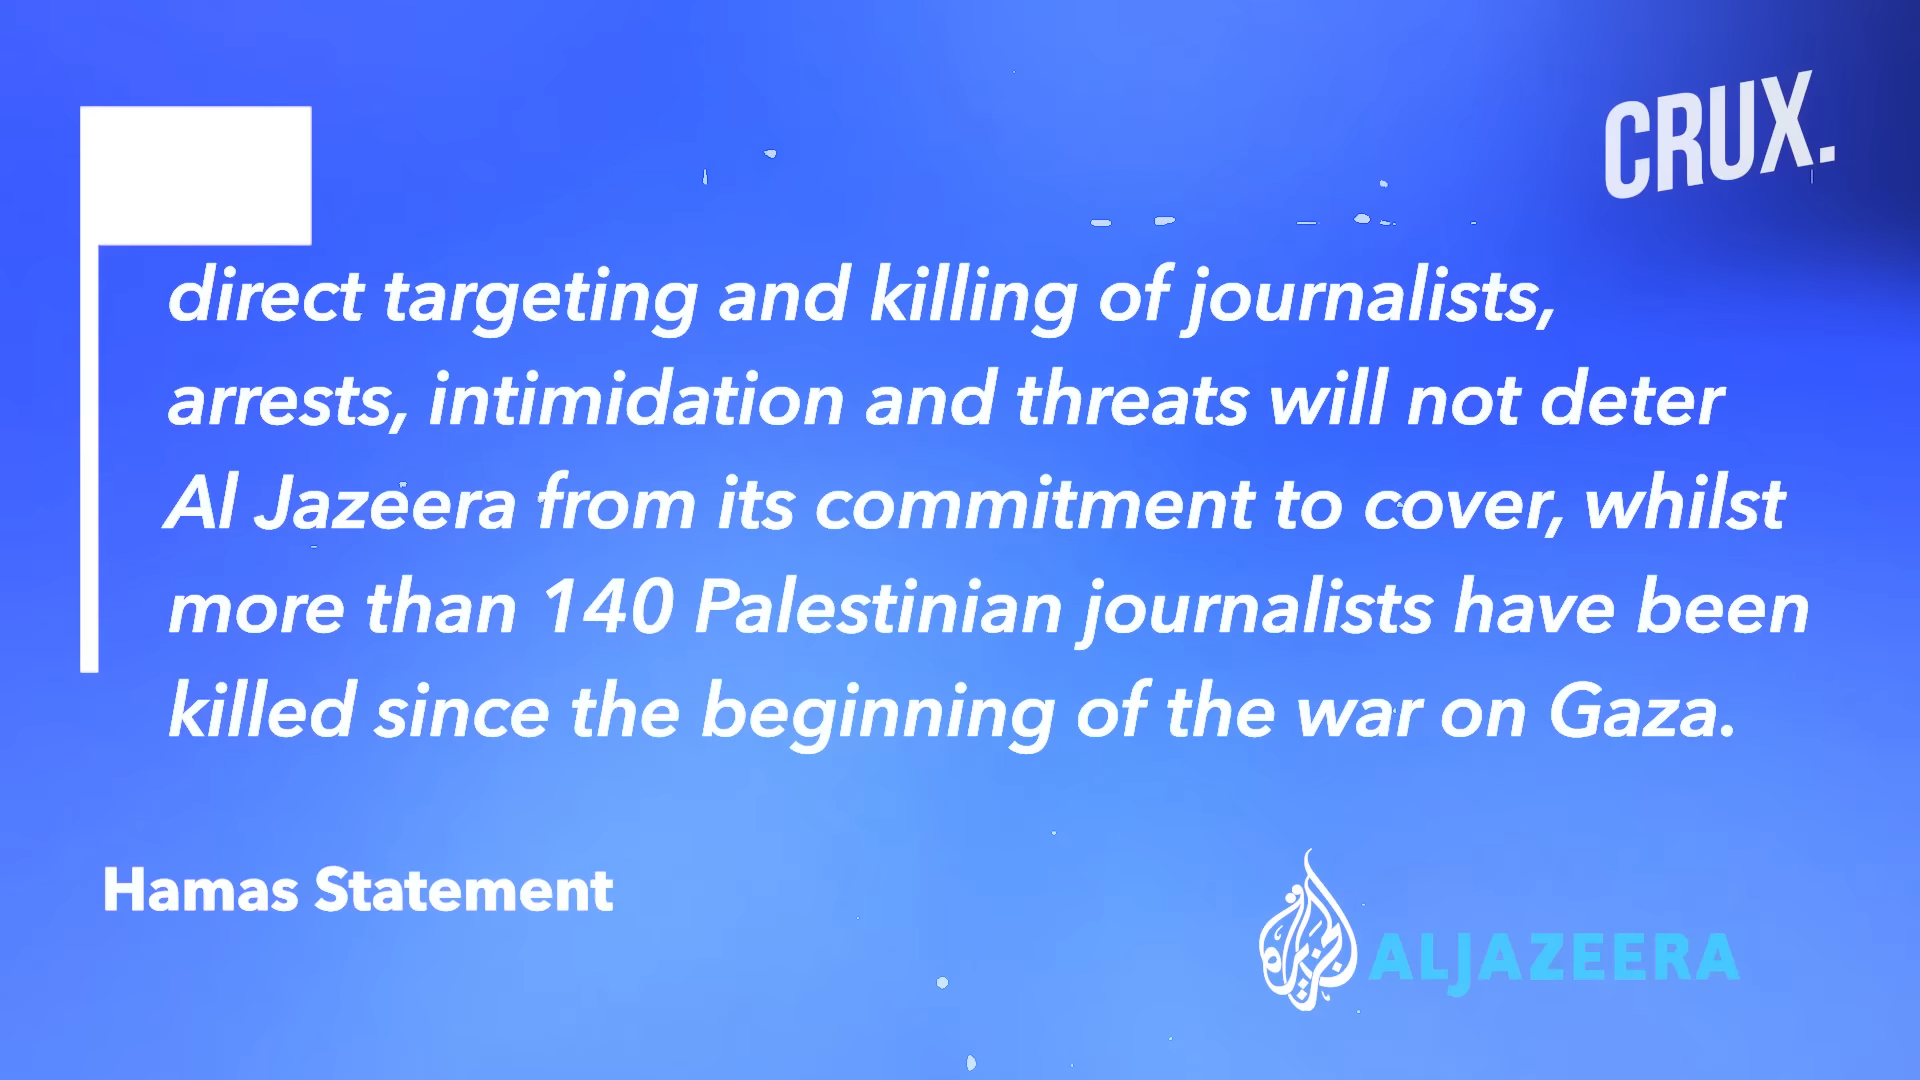 CRUX.
direct targeting and killing of journalists,
arrests, intimidation and threats will not deter
Al Jazeera from its commitment to cover, whilst
more than 140 Palestinian journalists have been
killed since the beginning of the war on Gaza.
Hamas Statement
الجزيرة
ALJAZEERA